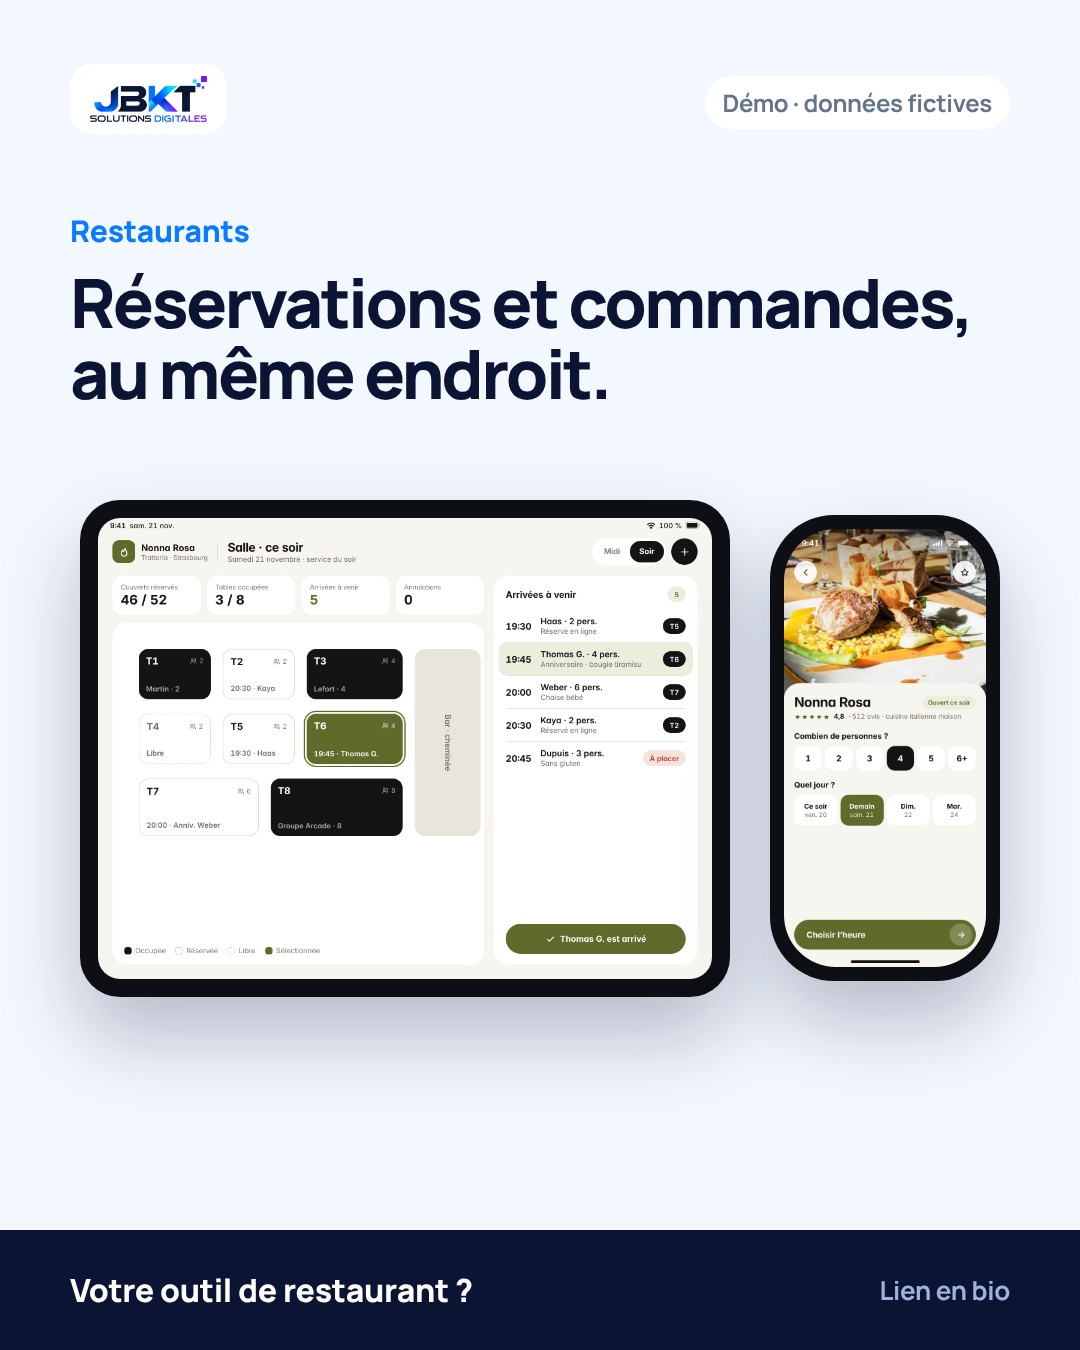 JBKT
SOLUTIONS DIGITALES
Démo · données fictives
Restaurants
Réservations et commandes,
au même endroit.
9:41 sam. 21 nov.
100 %
Nonna Rosa
Trattoria · Strasbourg
Salle · ce soir
Samedi 21 novembre · service du soir
Midi
Soir
Couverts réservés
46 / 52
Tables occupées
3 / 8
Arrivées à venir
5
Annulations
0
T1
2
Martin · 2
T2
2
20:30 · Kaya
T3
4
Lefort · 4
T4
2
Libre
T5
2
19:30 · Haas
T6
4
19:45 · Thomas G.
T7
6
20:00 · Anniv. Weber
T8
8
Groupe Arcade · 8
Bar · cheminée
Occupée
Réservée
Libre
Sélectionnée
Arrivées à venir
5
19:30
Haas · 2 pers.
Réservé en ligne
T5
19:45
Thomas G. · 4 pers.
Anniversaire · bougie tiramisu
T6
20:00
Weber · 6 pers.
Chaise bébé
T7
20:30
Kaya · 2 pers.
Réservé en ligne
T2
20:45
Dupuis · 3 pers.
Sans gluten
À placer
Thomas G. est arrivé
9:41
Nonna Rosa
Ouvert ce soir
★★★★★ 4,8 · 512 avis · cuisine italienne maison
Combien de personnes ?
1
2
3
4
5
6+
Quel jour ?
Ce soir
ven. 20
Demain
sam. 21
Dim.
22
Mar.
24
Choisir l'heure
Votre outil de restaurant ?
Lien en bio